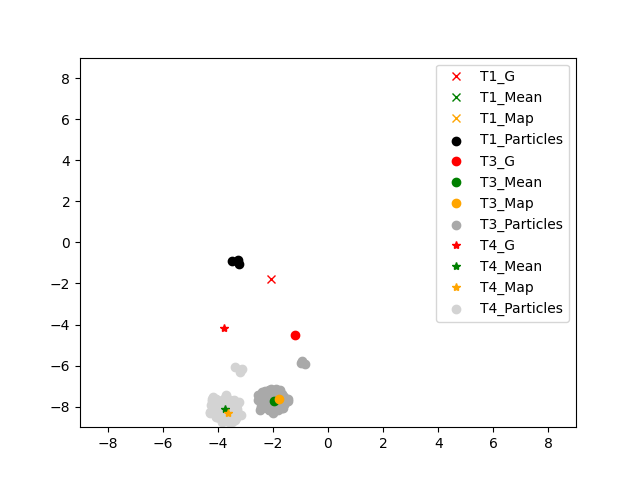 8
6
4
2
0
−2
−4
−6
−8
−8 −6 −4 −2 0 2 4 6 8
T1_G
T1_Mean
T1_Map
T1_Particles
T3_G
T3_Mean
T3_Map
T3_Particles
T4_G
T4_Mean
T4_Map
T4_Particles